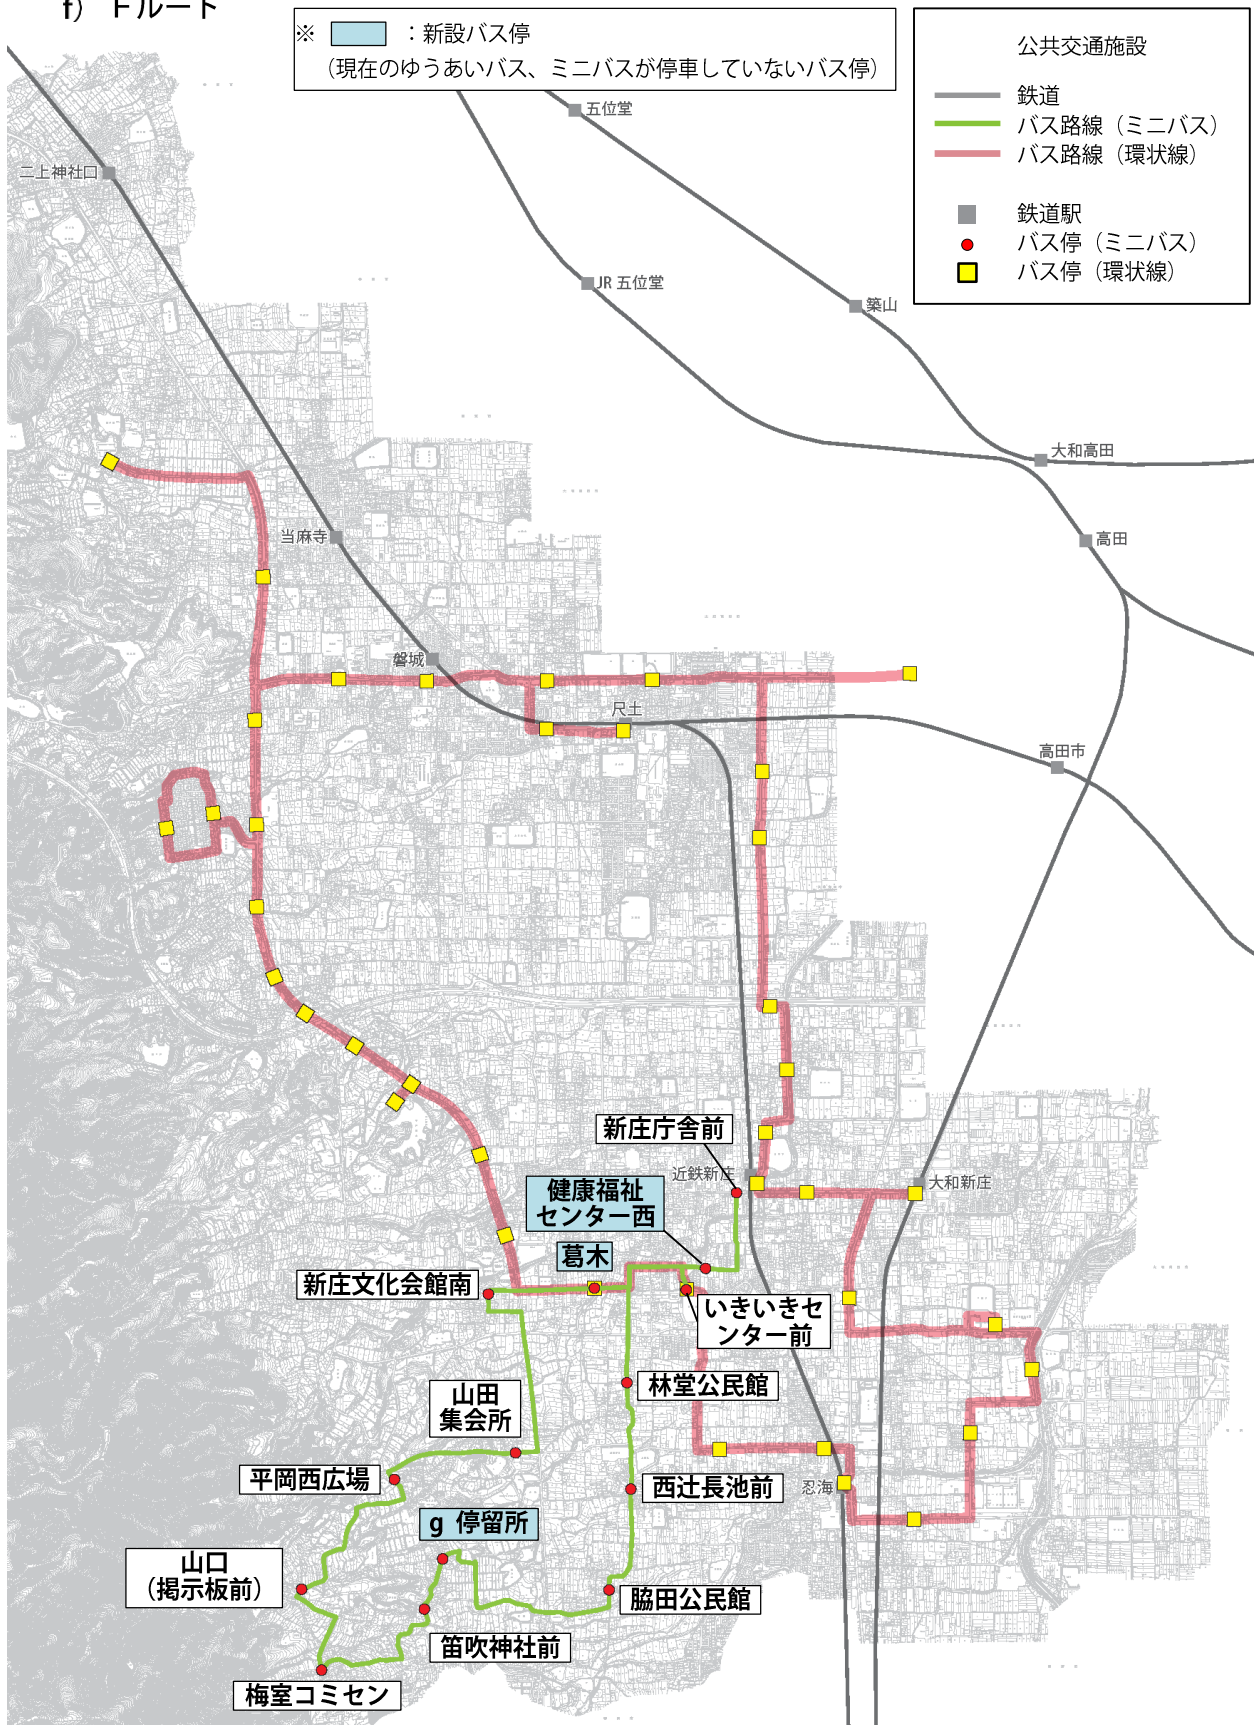 f) Fルート
※ ：新設バス停
（現在のゆうあいバス、ミニバスが停車していないバス停）
公共交通施設
鉄道
バス路線（ミニバス）
バス路線（環状線）
鉄道駅
バス停（ミニバス）
バス停（環状線）
五位堂
二上神社口
JR 五位堂
築山
大和高田
当麻寺
高田
磐城
尺土
高田市
新庄庁舎前
近鉄新庄
大和新庄
健康福祉
センター西
葛木
新庄文化会館南
いきいきセ
ンター前
林堂公民館
山田
集会所
平岡西広場
西辻長池前
忍海
g 停留所
山口
（掲示板前）
脇田公民館
笛吹神社前
梅室コミセン